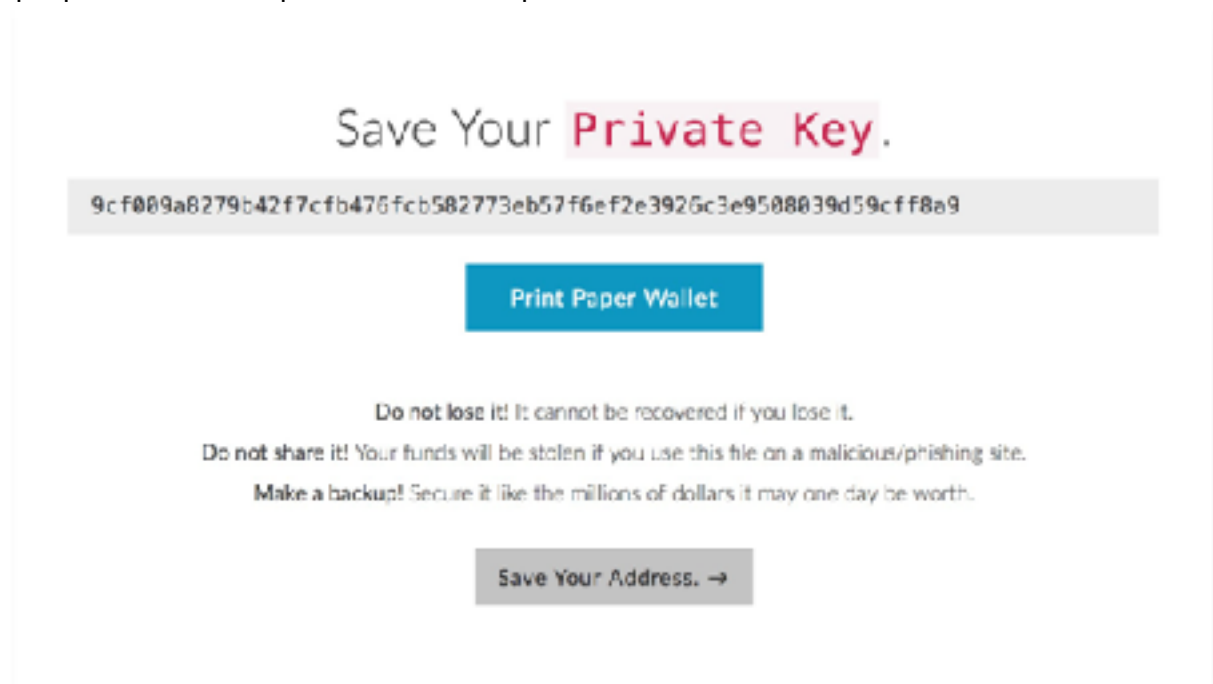 Save Your Private Key.
Print Paper Wallet
Do not lose it! It cannot be recovered if you lose it.
Do not share it! Your funds will be stolen if you use this file on a malicious/phishing site.
Make a backup! Secure it like the millions of dollars it may one day be worth.
Save Your Address. →